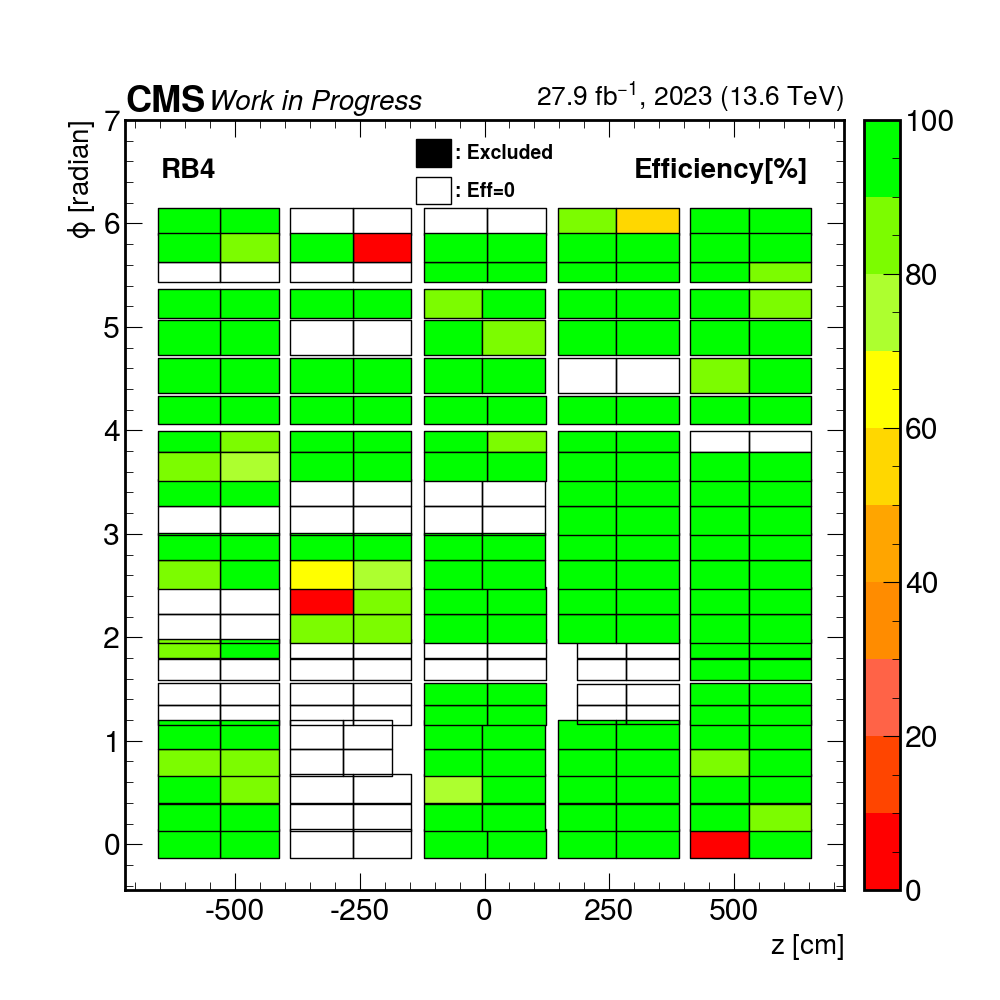 CMS Work in Progress
27.9 fb⁻¹, 2023 (13.6 TeV)
RB4
: Excluded
: Eff=0
Efficiency[%]
ϕ [radian]
7
6
5
4
3
2
1
0
-500 -250 0 250 500
z [cm]
100
80
60
40
20
0